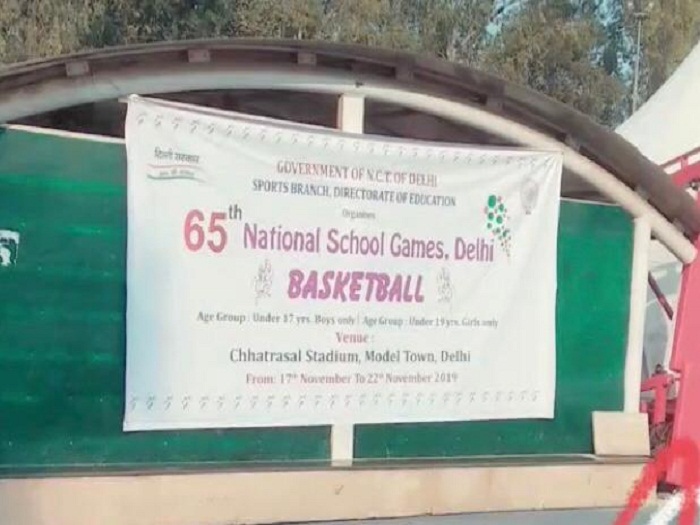 दिल्ली सरकार
GOVERNMENT OF N.C.T. OF DELHI
SPORTS BRANCH, DIRECTORATE OF EDUCATION
Organises
65th National School Games, Delhi
BASKETBALL
Age Group : Under 17 yrs. Boys only | Age Group : Under 19 yrs. Girls only
Venue :
Chhatrasal Stadium, Model Town, Delhi
From: 17th November To 22nd November 2019